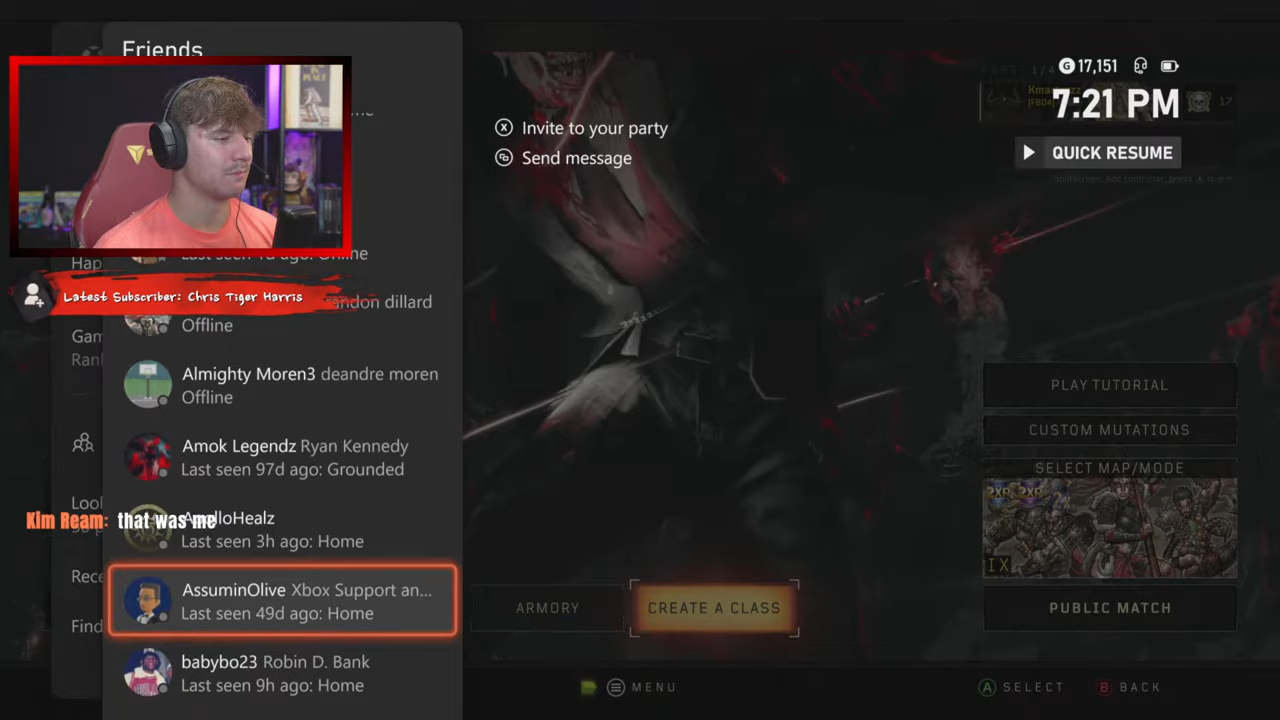 Friends
G 17,151
7:21 PM
QUICK RESUME
Invite to your party
Send message
Latest Subscriber: Chris Tiger Harris
dillard
Offline
Almighty Moren3 deandre moren
Offline
Amok Legendz Ryan Kennedy
Last seen 97d ago: Grounded
Kim Ream: that was me
Last seen 3h ago: Home
AssuminOlive Xbox Support an...
Last seen 49d ago: Home
babybo23 Robin D. Bank
Last seen 9h ago: Home
PLAY TUTORIAL
CUSTOM MUTATIONS
SELECT MAP/MODE
2XP 2XP
IX
PUBLIC MATCH
ARMORY
CREATE A CLASS
MENU
A SELECT
B BACK